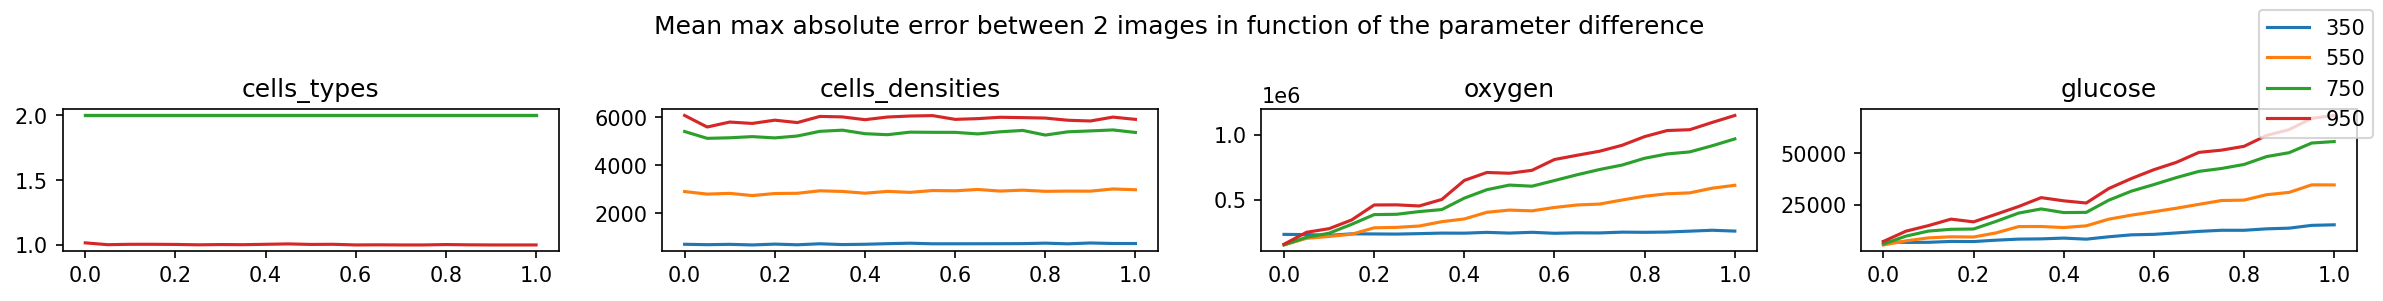 Mean max absolute error between 2 images in function of the parameter difference
350
550
750
950
cells_types
2.0
1.5
1.0
0.0 0.2 0.4 0.6 0.8 1.0
cells_densities
6000
4000
2000
0.0 0.2 0.4 0.6 0.8 1.0
oxygen
1e6
1.0
0.5
0.0 0.2 0.4 0.6 0.8 1.0
glucose
50000
25000
0.0 0.2 0.4 0.6 0.8 1.0